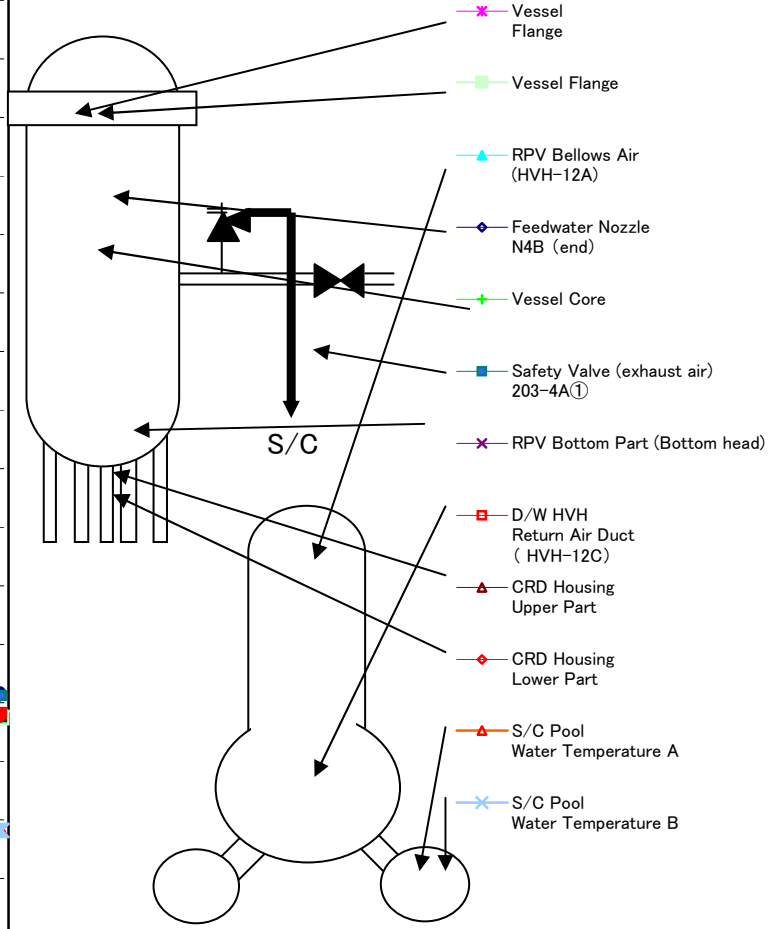 Vessel
Flange
Vessel Flange
RPV Bellows Air
(HVH-12A)
Feedwater Nozzle
N4B (end)
Vessel Core
Safety Valve (exhaust air)
203-4A①
S/C
RPV Bottom Part (Bottom head)
D/W HVH
Return Air Duct
( HVH-12C)
CRD Housing
Upper Part
CRD Housing
Lower Part
S/C Pool
Water Temperature A
S/C Pool
Water Temperature B